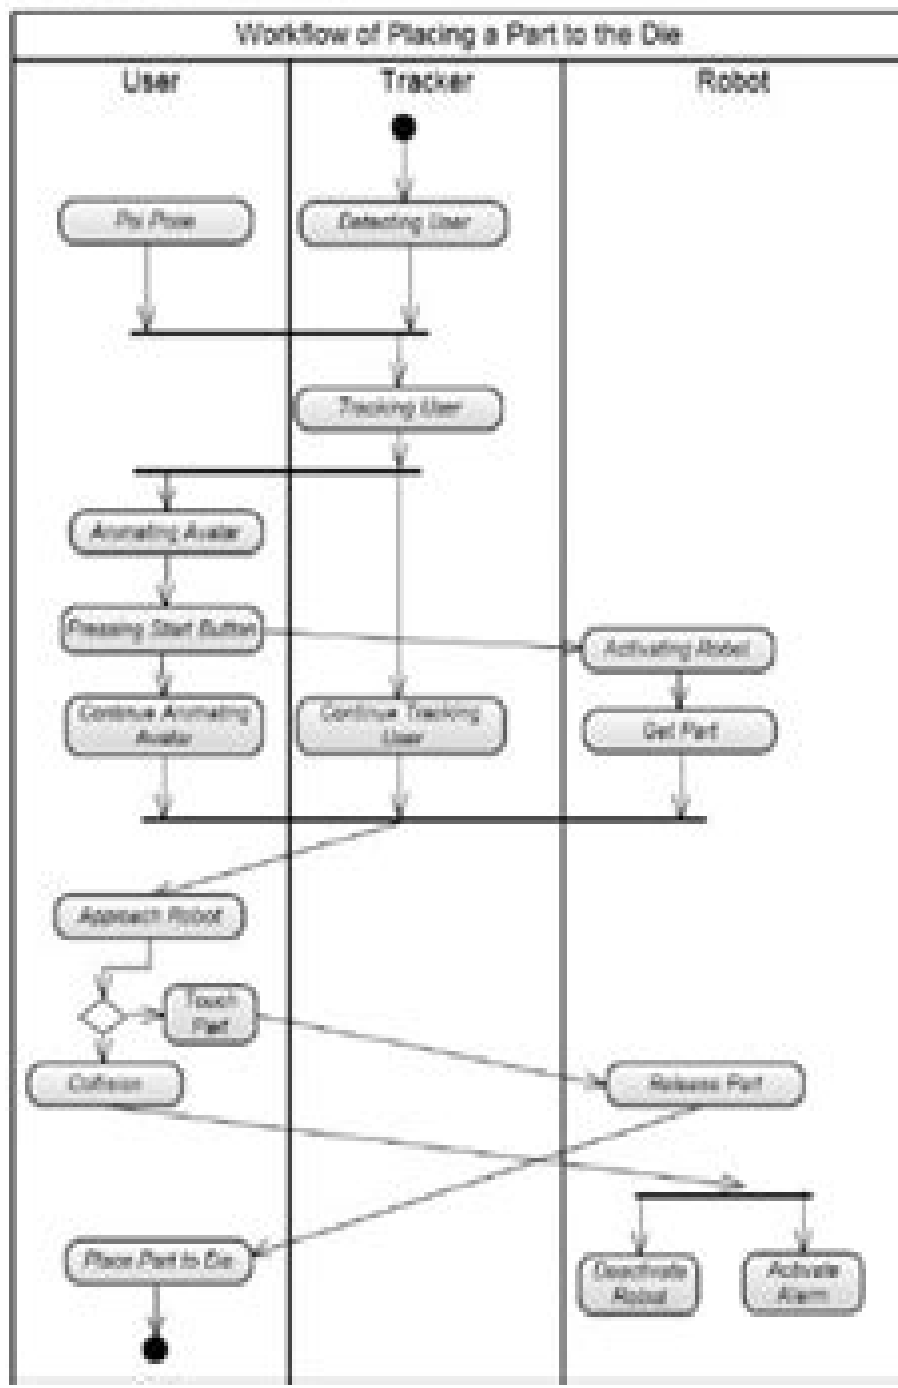 Workflow of Placing a Part to the Die
User
Tracker
Robot
Psi Pose
Detecting User
Tracking User
Animating Avatar
Pressing Start Button
Activating Robot
Continue Animating
Avatar
Continue Tracking
User
Get Part
Approach Robot
Touch
Part
Collision
Release Part
Place Part to Die
Deactivate
Robot
Activate
Alarm